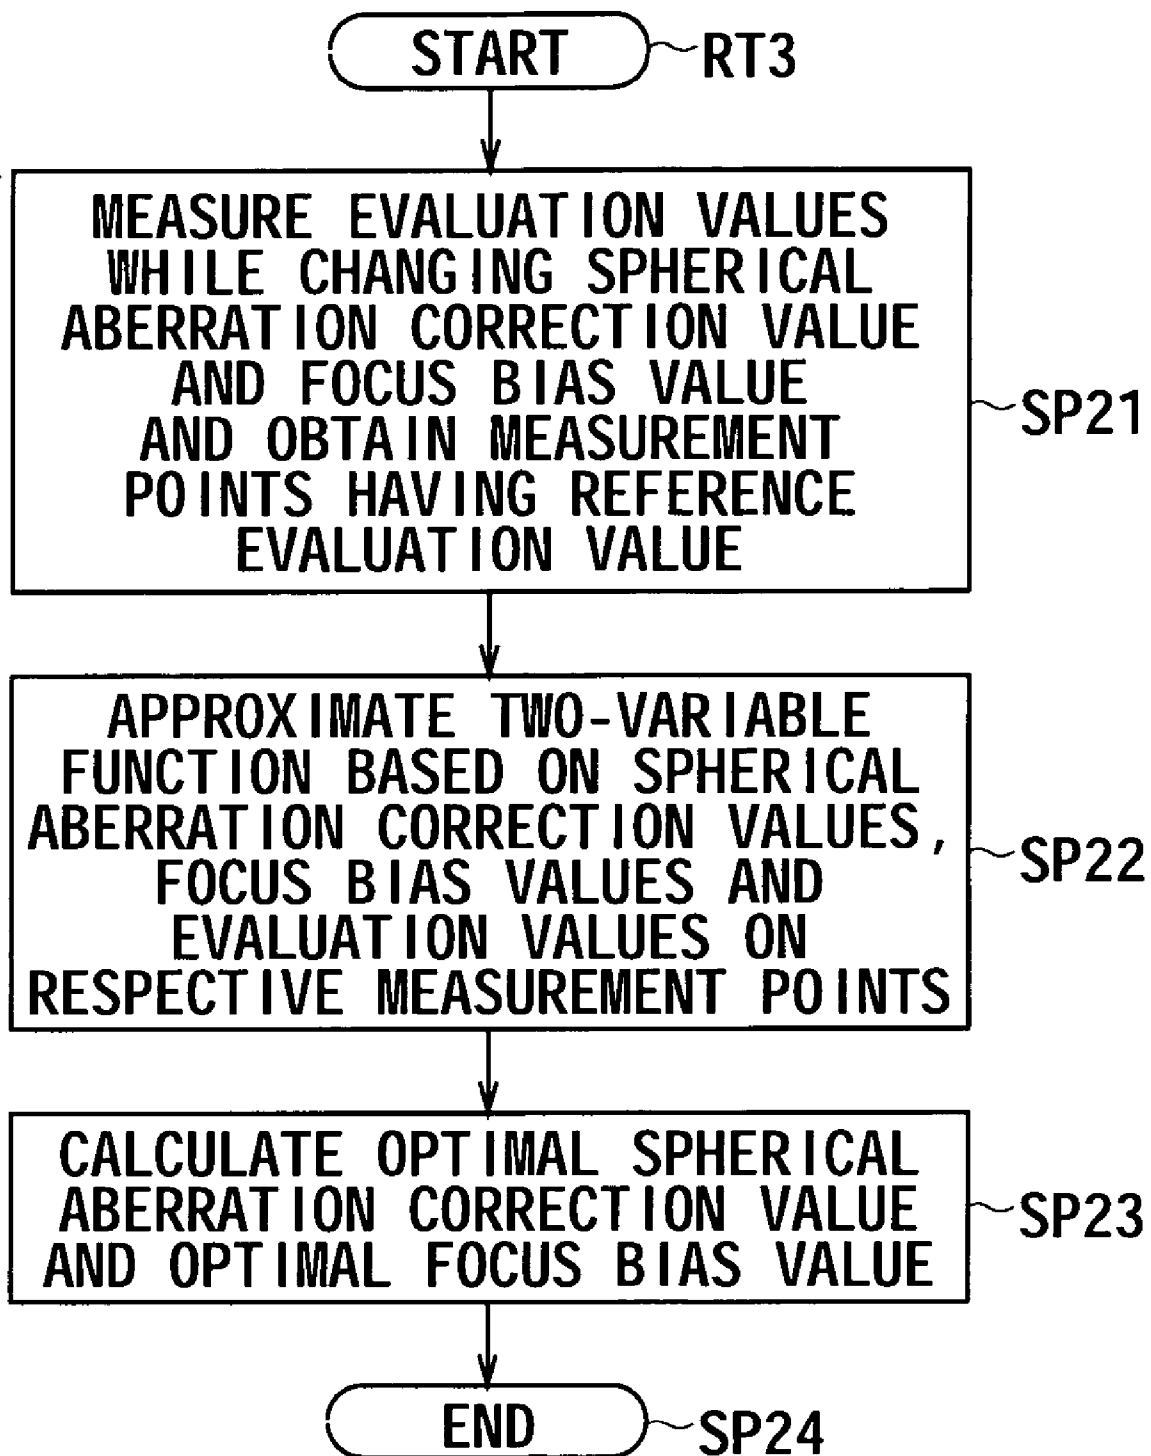 START
RT3
MEASURE EVALUATION VALUES
WHILE CHANGING SPHERICAL
ABERRATION CORRECTION VALUE
AND FOCUS BIAS VALUE
AND OBTAIN MEASUREMENT
POINTS HAVING REFERENCE
EVALUATION VALUE
SP21
APPROXIMATE TWO-VARIABLE
FUNCTION BASED ON SPHERICAL
ABERRATION CORRECTION VALUES,
FOCUS BIAS VALUES AND
EVALUATION VALUES ON
RESPECTIVE MEASUREMENT POINTS
SP22
CALCULATE OPTIMAL SPHERICAL
ABERRATION CORRECTION VALUE
AND OPTIMAL FOCUS BIAS VALUE
SP23
END
SP24